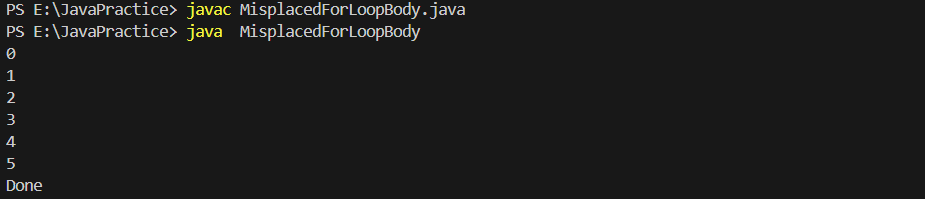 PS E:\JavaPractice> javac MisplacedForLoopBody.java
PS E:\JavaPractice> java  MisplacedForLoopBody
0
1
2
3
4
5
Done